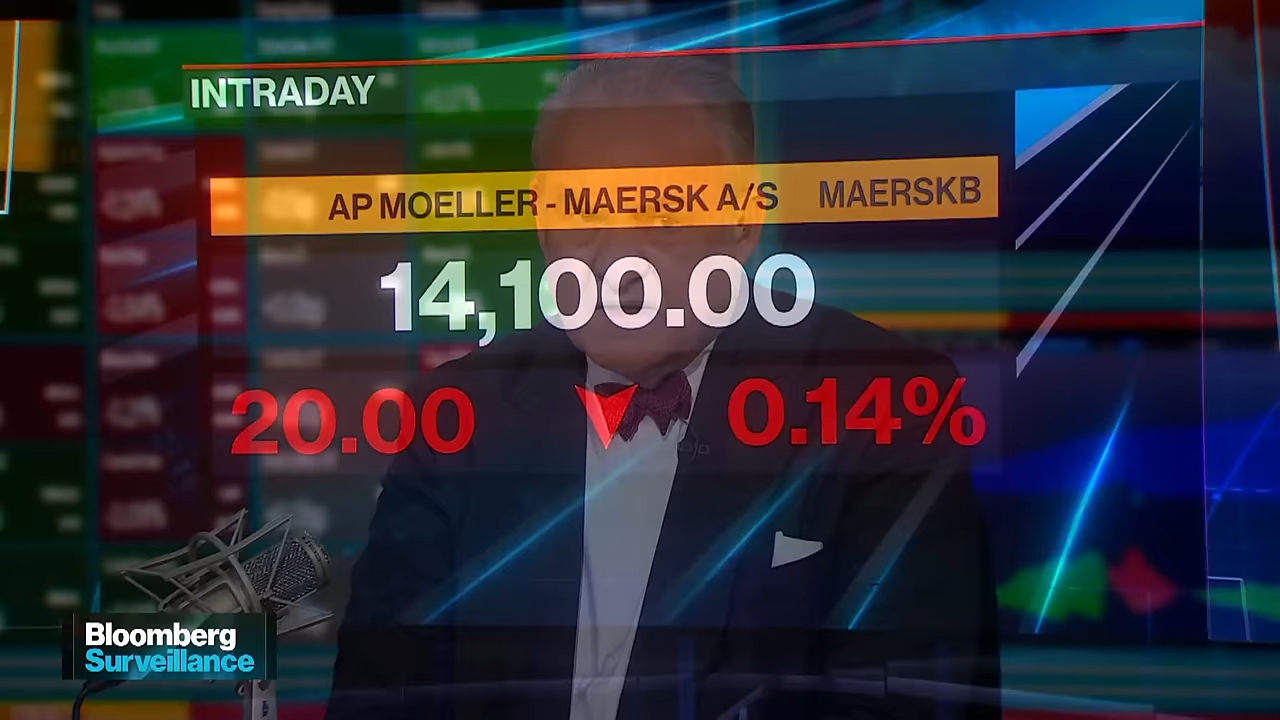 INTRADAY
AP MOELLER - MAERSK A/S MAERSKB
14,100.00
20.00 ▼ 0.14%
Bloomberg
Surveillance